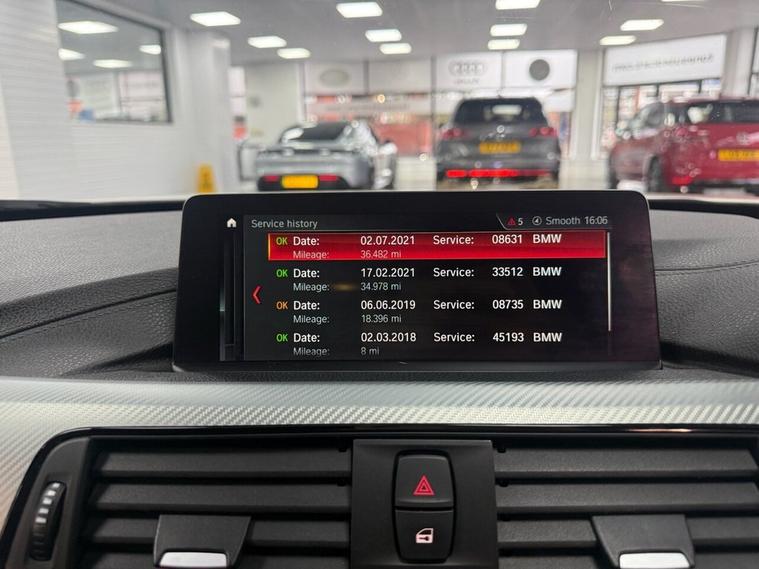 Service history
5 Smooth 16:06
OK Date: 02.07.2021 Service: 08631 BMW
Mileage: 36.482 mi
OK Date: 17.02.2021 Service: 33512 BMW
Mileage: 34.978 mi
OK Date: 06.06.2019 Service: 08735 BMW
Mileage: 18.396 mi
OK Date: 02.03.2018 Service: 45193 BMW
Mileage: 8 mi